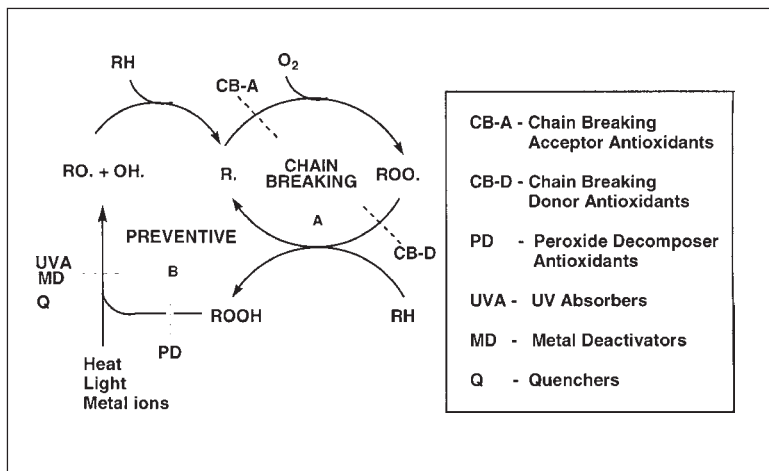 RH
O₂
CB-A
RO. + OH.
R.
CHAIN
BREAKING
ROO.
A
PREVENTIVE
B
CB-D
UVA
MD
Q
ROOH
RH
PD
Heat
Light
Metal ions
CB-A - Chain Breaking
Acceptor Antioxidants
CB-D - Chain Breaking
Donor Antioxidants
PD - Peroxide Decomposer
Antioxidants
UVA - UV Absorbers
MD - Metal Deactivators
Q - Quenchers